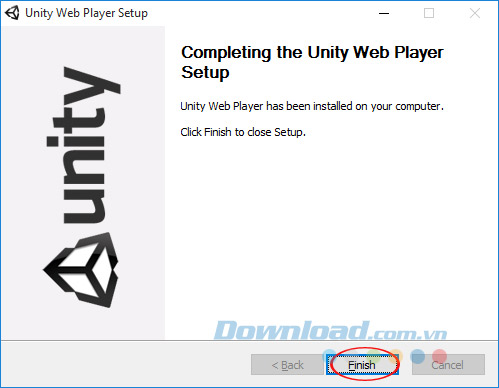 Unity Web Player Setup
Completing the Unity Web Player
Setup
Unity Web Player has been installed on your computer.
Click Finish to close Setup.
unity
Download.com.vn
< Back
Finish
Cancel